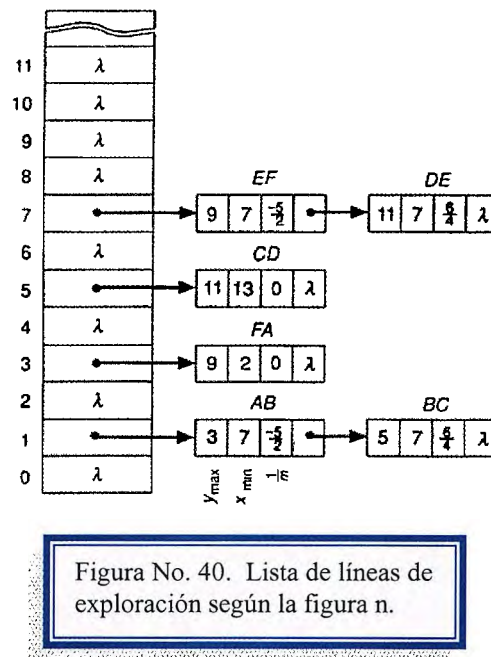 11 λ
10 λ
9 λ
8 λ
EF DE
7 9 7 -5/2 11 7 6/4 λ
6 λ
CD
5 11 13 0 λ
4 λ
FA
3 9 2 0 λ
2 λ
AB BC
1 3 7 -5/2 5 7 6/4 λ
0 λ
ymax xmin 1/m
Figura No. 40. Lista de líneas de
exploración según la figura n.